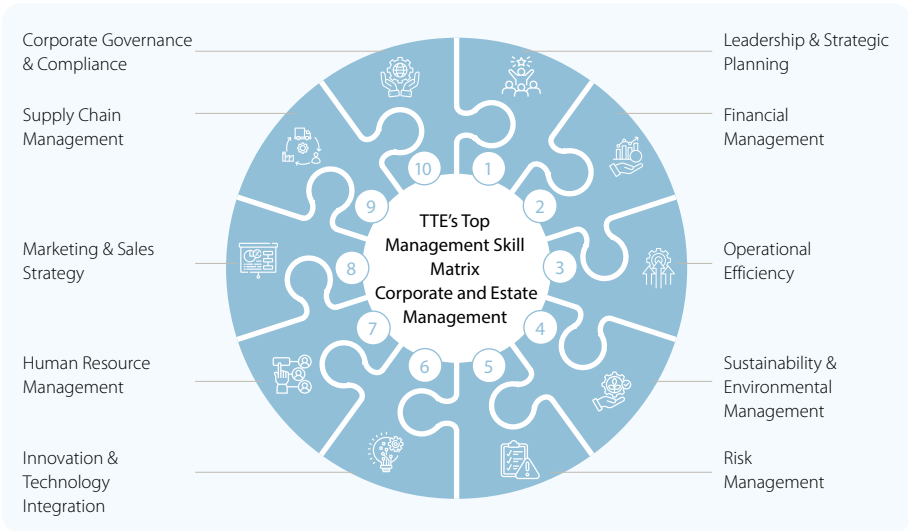 Corporate Governance
& Compliance
Supply Chain
Management
Marketing & Sales
Strategy
Human Resource
Management
Innovation &
Technology
Integration
Leadership & Strategic
Planning
Financial
Management
Operational
Efficiency
Sustainability &
Environmental
Management
Risk
Management
10
1
9
2
8
3
7
4
6
5
TTE's Top
Management Skill
Matrix
Corporate and Estate
Management